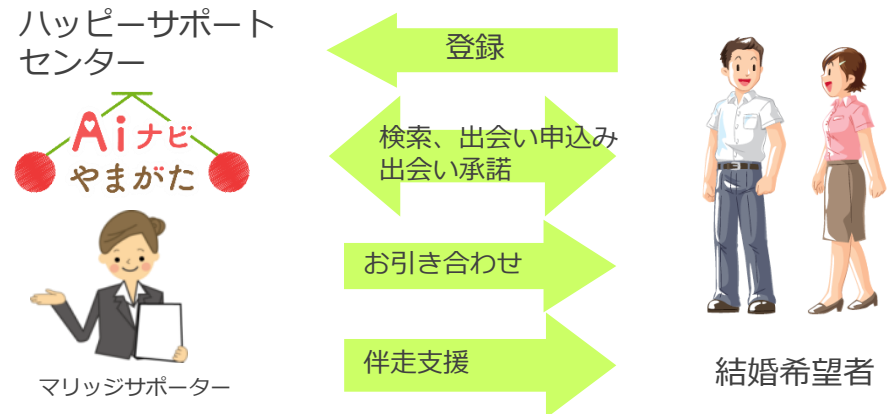 ハッピーサポート
センター
Aiナビ
やまがた
マリッジサポーター
登録
検索、出会い申込み
出会い承諾
お引き合わせ
伴走支援
結婚希望者